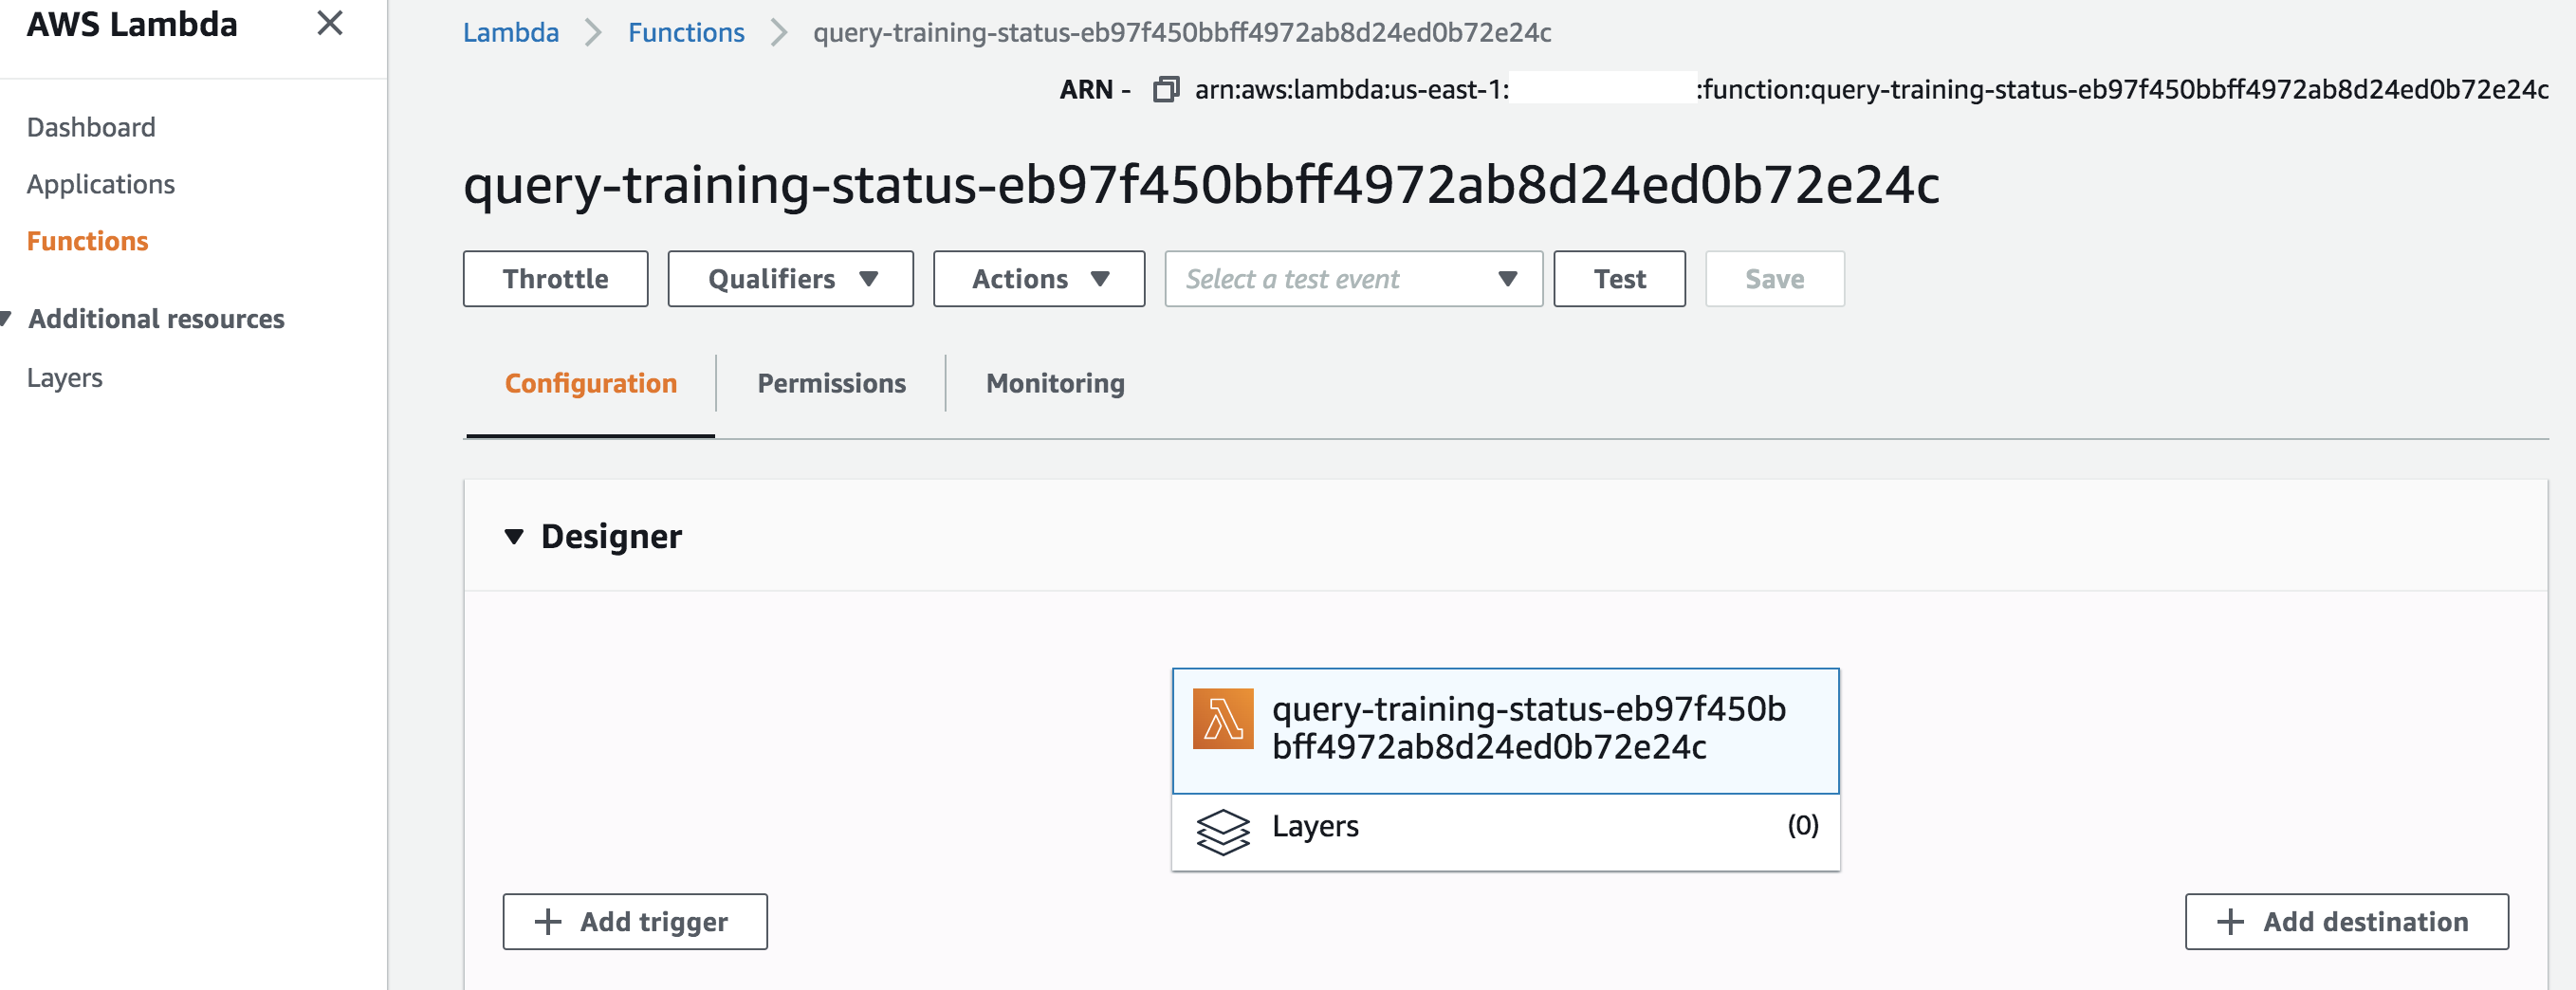 AWS Lambda
Dashboard
Applications
Functions
Additional resources
Layers
Lambda > Functions > query-training-status-eb97f450bbff4972ab8d24ed0b72e24c
ARN - arn:aws:lambda:us-east-1: :function:query-training-status-eb97f450bbff4972ab8d24ed0b72e24c
query-training-status-eb97f450bbff4972ab8d24ed0b72e24c
Throttle Qualifiers Actions Select a test event Test Save
Configuration Permissions Monitoring
Designer
query-training-status-eb97f450b
bff4972ab8d24ed0b72e24c
Layers (0)
+ Add trigger + Add destination